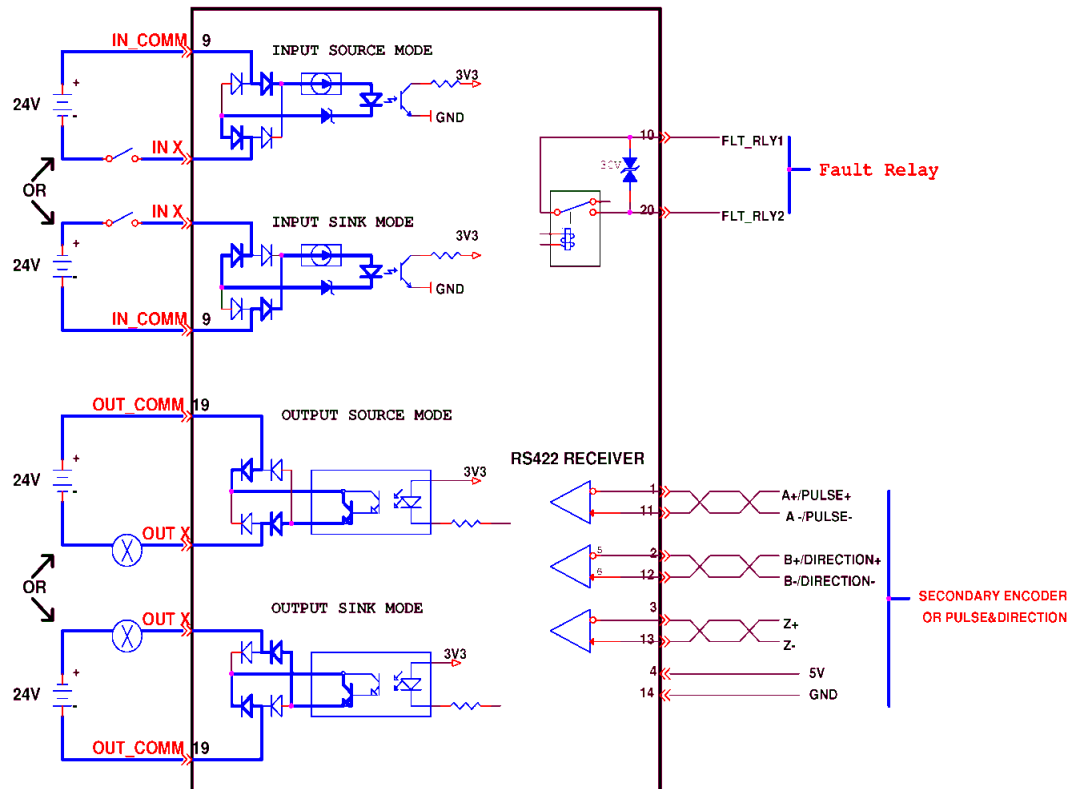 IN_COMM 9
INPUT SOURCE MODE
+
24V
-
3V3
GND
IN X
OR
IN X
INPUT SINK MODE
+
24V
-
3V3
GND
IN_COMM 9
10 FLT_RLY1
30V
Fault Relay
20 FLT_RLY2
OUT_COMM 19
OUTPUT SOURCE MODE
+
24V
-
3V3
OUT X
OR
OUT X
OUTPUT SINK MODE
+
24V
-
3V3
OUT_COMM 19
RS422 RECEIVER
1 A+/PULSE+
11 A-/PULSE-
5 2 B+/DIRECTION+
6 12 B-/DIRECTION-
3 Z+
13 Z-
4 5V
14 GND
SECONDARY ENCODER
OR PULSE&DIRECTION